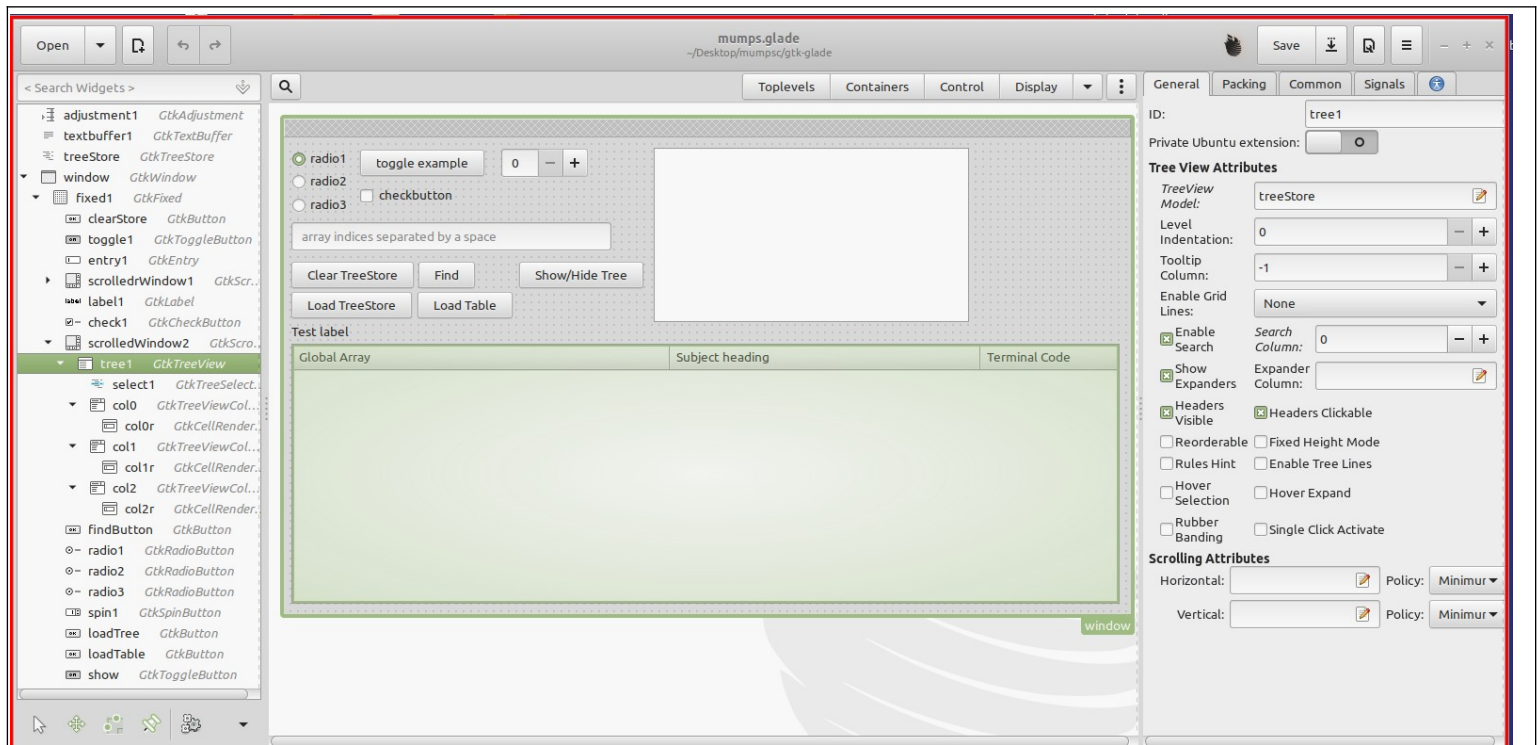 Open
mumps.glade
~/Desktop/mumpsc/gtk-glade
Save
< Search Widgets >
adjustment1 GtkAdjustment
textbuffer1 GtkTextBuffer
treeStore GtkTreeStore
window GtkWindow
fixed1 GtkFixed
clearStore GtkButton
toggle1 GtkToggleButton
entry1 GtkEntry
scrolledrWindow1 GtkScr...
label1 GtkLabel
check1 GtkCheckButton
scrolledWindow2 GtkScro...
tree1 GtkTreeView
select1 GtkTreeSelect...
col0 GtkTreeViewCol...
col0r GtkCellRender...
col1 GtkTreeViewCol...
col1r GtkCellRender...
col2 GtkTreeViewCol...
col2r GtkCellRender...
findButton GtkButton
radio1 GtkRadioButton
radio2 GtkRadioButton
radio3 GtkRadioButton
spin1 GtkSpinButton
loadTree GtkButton
loadTable GtkButton
show GtkToggleButton
Toplevels Containers Control Display
radio1 toggle example 0 − +
radio2
checkbutton
radio3
array indices separated by a space
Clear TreeStore Find Show/Hide Tree
Load TreeStore Load Table
Test label
Global Array Subject heading Terminal Code
window
General Packing Common Signals
ID: tree1
Private Ubuntu extension:
Tree View Attributes
TreeView
Model: treeStore
Level
Indentation: 0
Tooltip
Column: -1
Enable Grid
Lines: None
Enable Search
Search Column: 0
Show Expanders
Expander Column:
Headers Visible
Headers Clickable
Reorderable Fixed Height Mode
Rules Hint Enable Tree Lines
Hover Selection
Hover Expand
Rubber Banding
Single Click Activate
Scrolling Attributes
Horizontal: Policy: Minimur
Vertical: Policy: Minimur